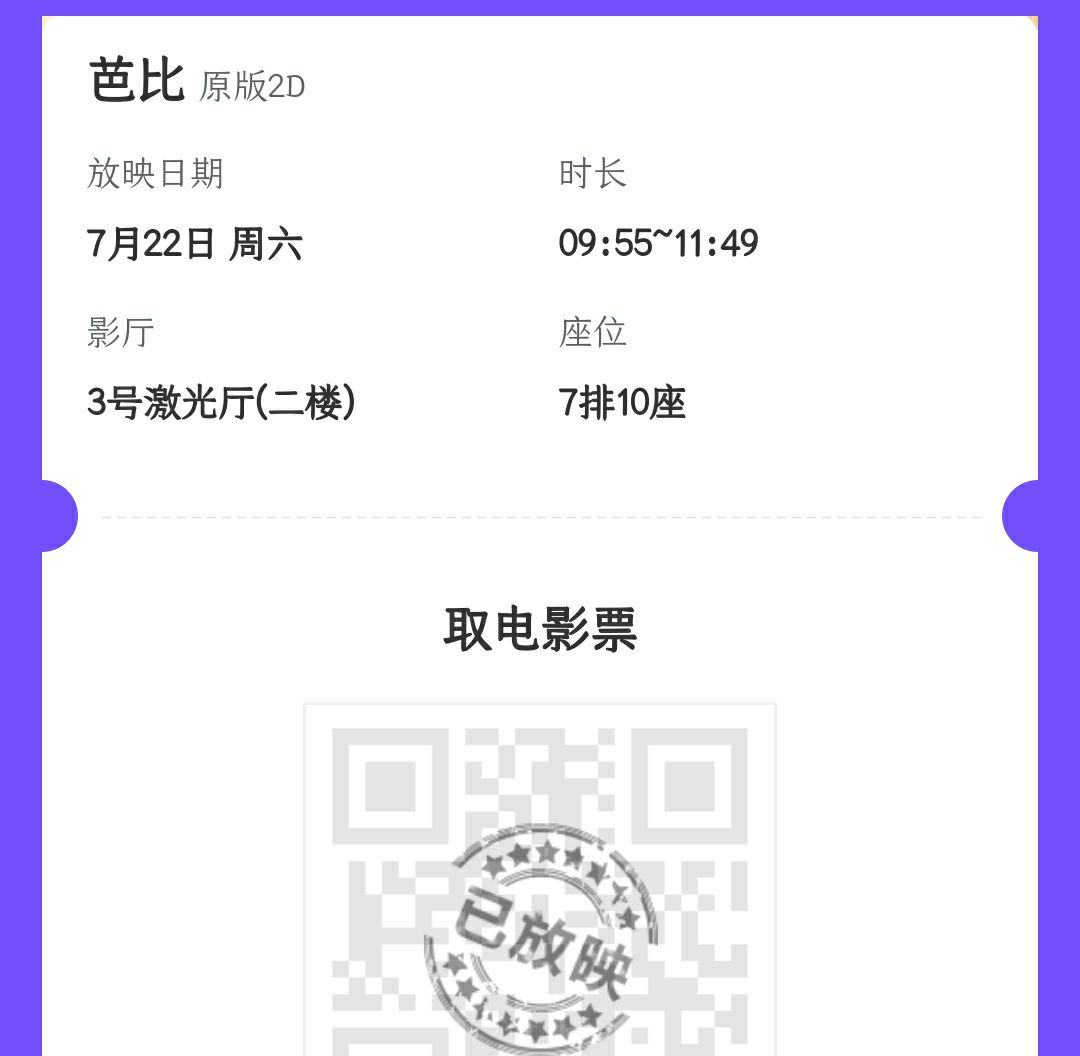 芭比 原版2D
放映日期 时长
7月22日 周六 09:55~11:49
影厅 座位
3号激光厅(二楼) 7排10座
取电影票
已放映